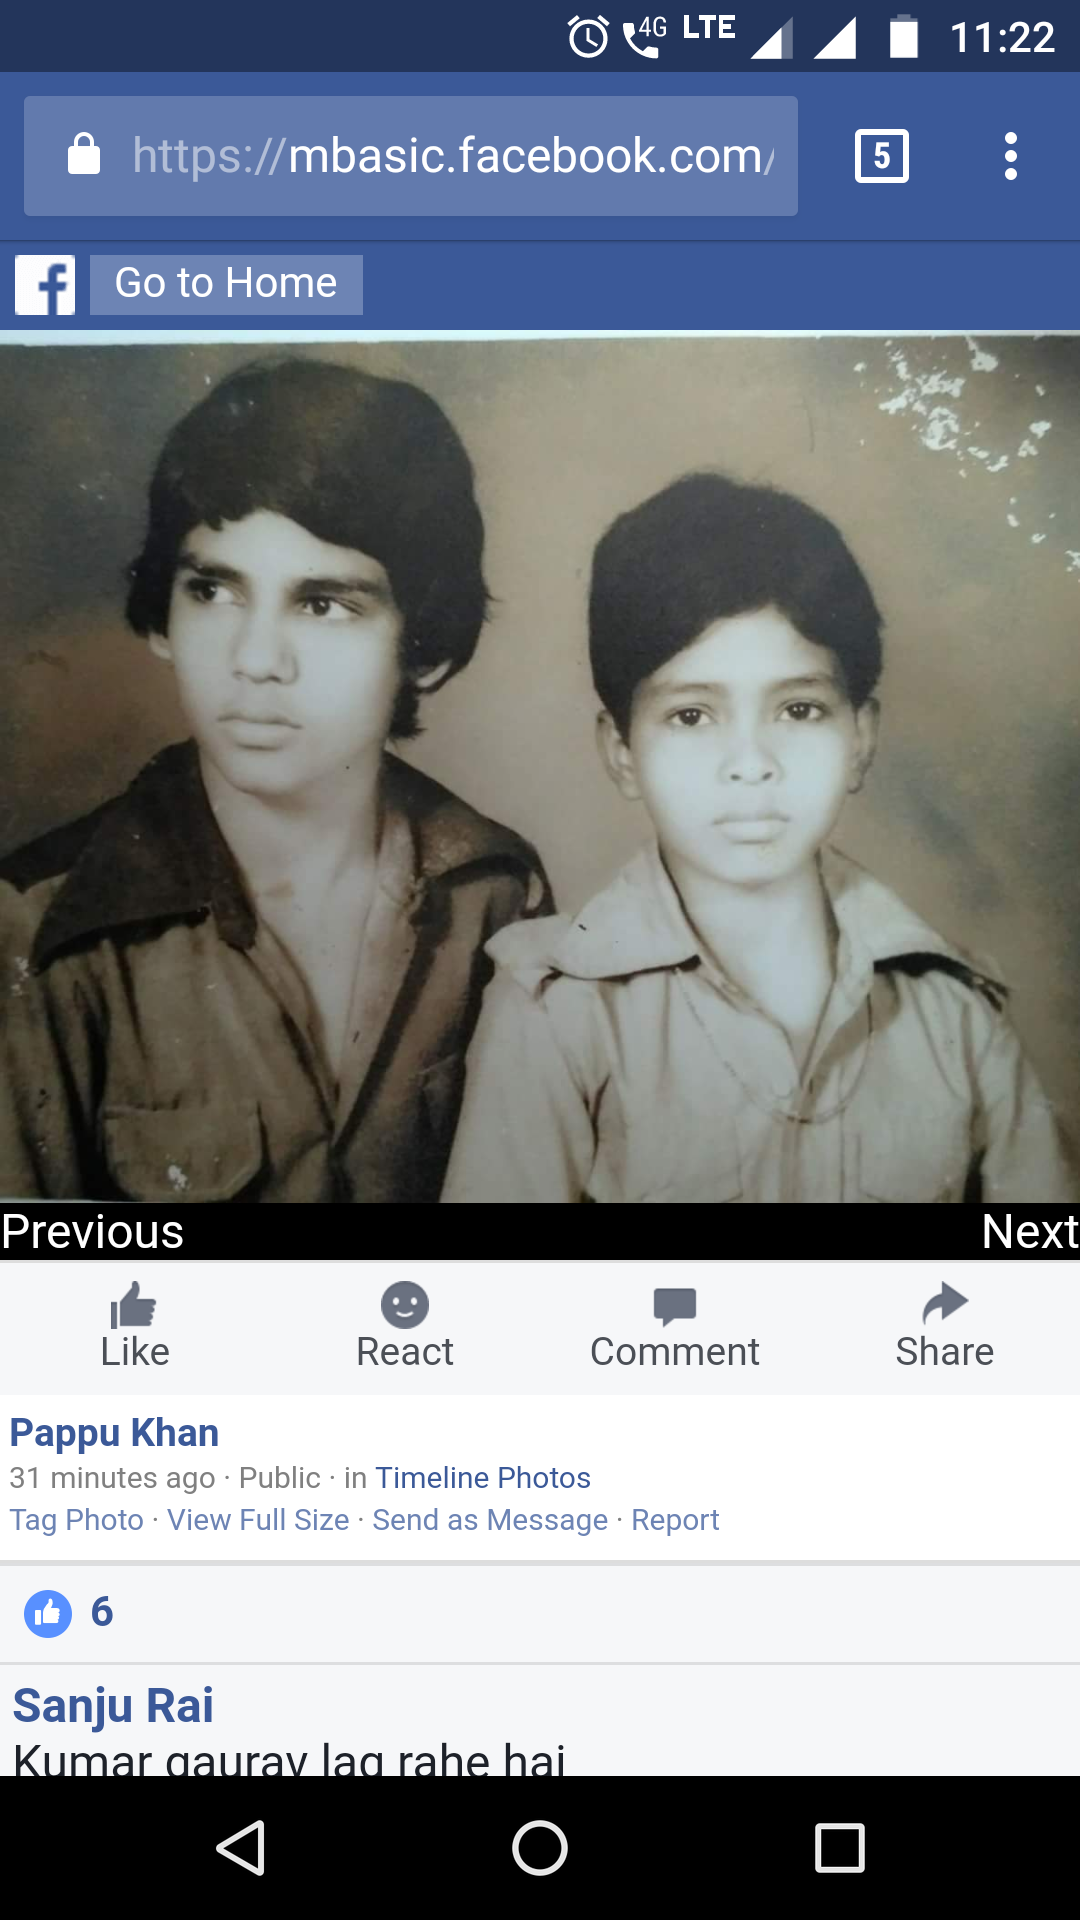 4G LTE 11:22
https://mbasic.facebook.com/
5
f Go to Home
Previous Next
Like React Comment Share
Pappu Khan
31 minutes ago · Public · in Timeline Photos
Tag Photo · View Full Size · Send as Message · Report
6
Sanju Rai
Kumar gaurav lag rahe hai